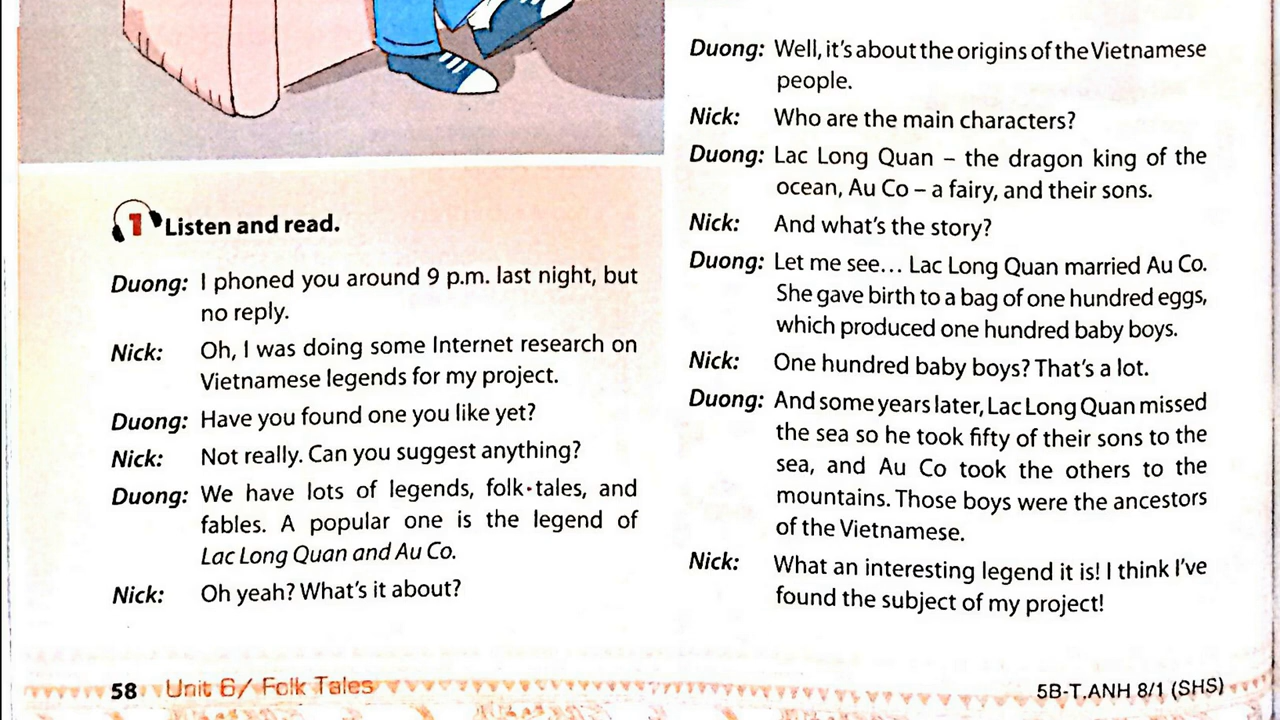 1 Listen and read.
Duong: I phoned you around 9 p.m. last night, but
no reply.
Nick: Oh, I was doing some Internet research on
Vietnamese legends for my project.
Duong: Have you found one you like yet?
Nick: Not really. Can you suggest anything?
Duong: We have lots of legends, folk tales, and
fables. A popular one is the legend of
Lac Long Quan and Au Co.
Nick: Oh yeah? What's it about?
Duong: Well, it's about the origins of the Vietnamese
people.
Nick: Who are the main characters?
Duong: Lac Long Quan – the dragon king of the
ocean, Au Co – a fairy, and their sons.
Nick: And what's the story?
Duong: Let me see... Lac Long Quan married Au Co.
She gave birth to a bag of one hundred eggs,
which produced one hundred baby boys.
Nick: One hundred baby boys? That's a lot.
Duong: And some years later, Lac Long Quan missed
the sea so he took fifty of their sons to the
sea, and Au Co took the others to the
mountains. Those boys were the ancestors
of the Vietnamese.
Nick: What an interesting legend it is! I think I've
found the subject of my project!
58 Unit 6/ Folk Tales
5B-T.ANH 8/1 (SHS)